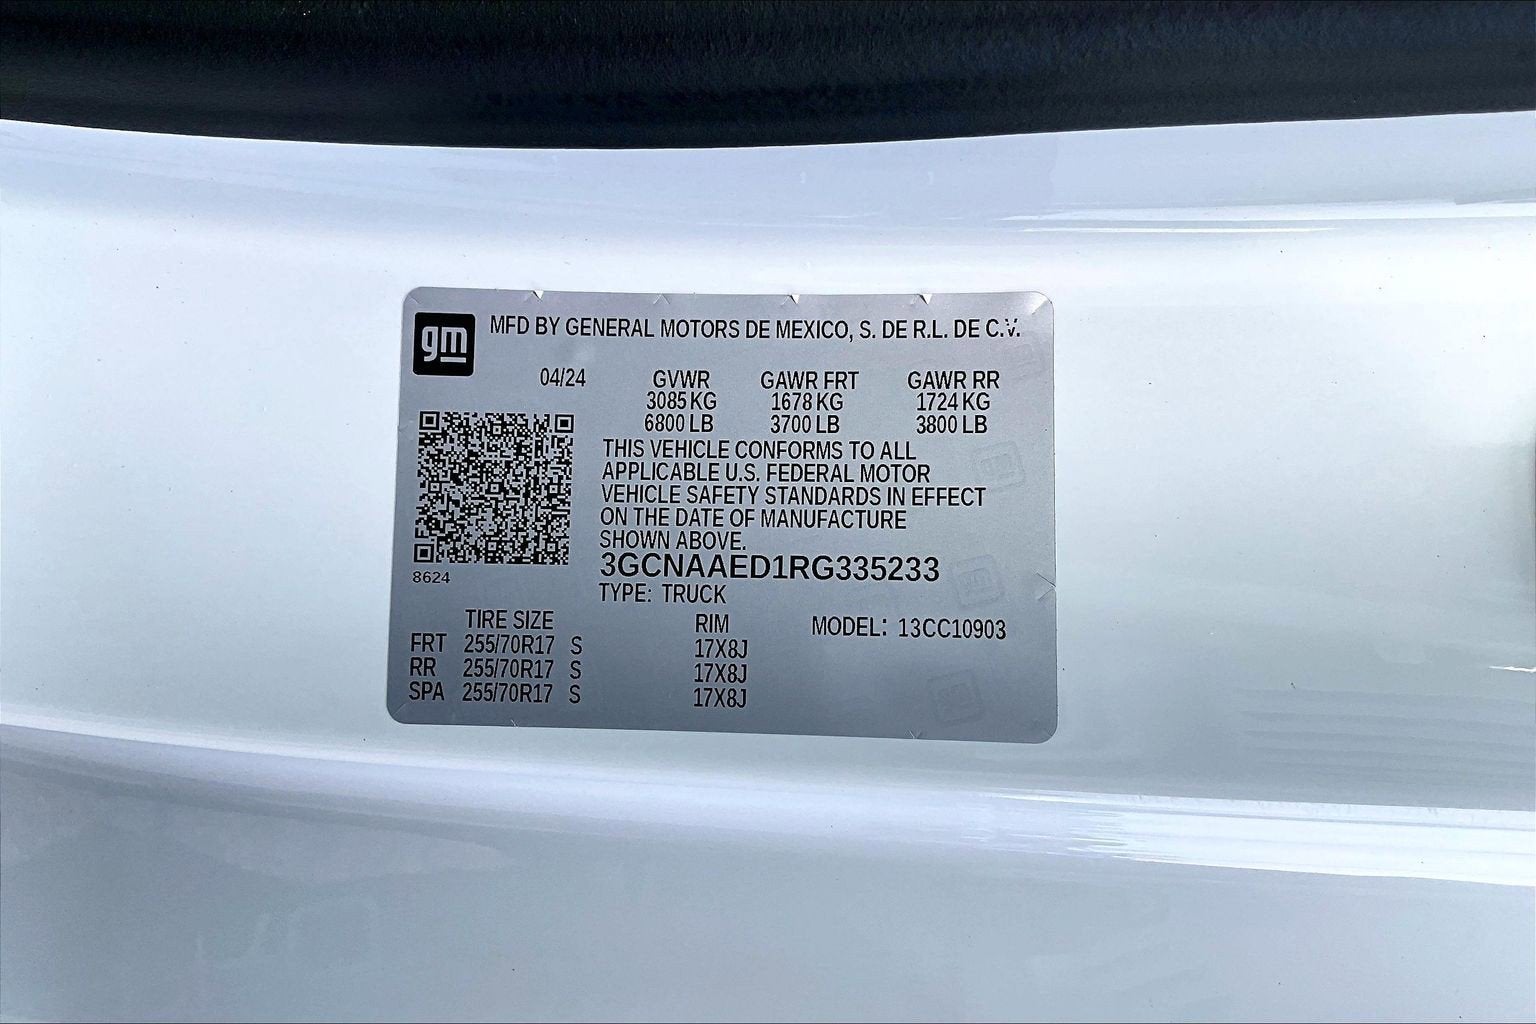 gm
MFD BY GENERAL MOTORS DE MEXICO, S. DE R.L. DE C.V.
04/24 GVWR GAWR FRT GAWR RR
3085 KG 1678 KG 1724 KG
6800 LB 3700 LB 3800 LB
THIS VEHICLE CONFORMS TO ALL
APPLICABLE U.S. FEDERAL MOTOR
VEHICLE SAFETY STANDARDS IN EFFECT
ON THE DATE OF MANUFACTURE
SHOWN ABOVE.
3GCNAAED1RG335233
8624
TYPE: TRUCK
TIRE SIZE RIM MODEL: 13CC10903
FRT 255/70R17 S 17X8J
RR 255/70R17 S 17X8J
SPA 255/70R17 S 17X8J